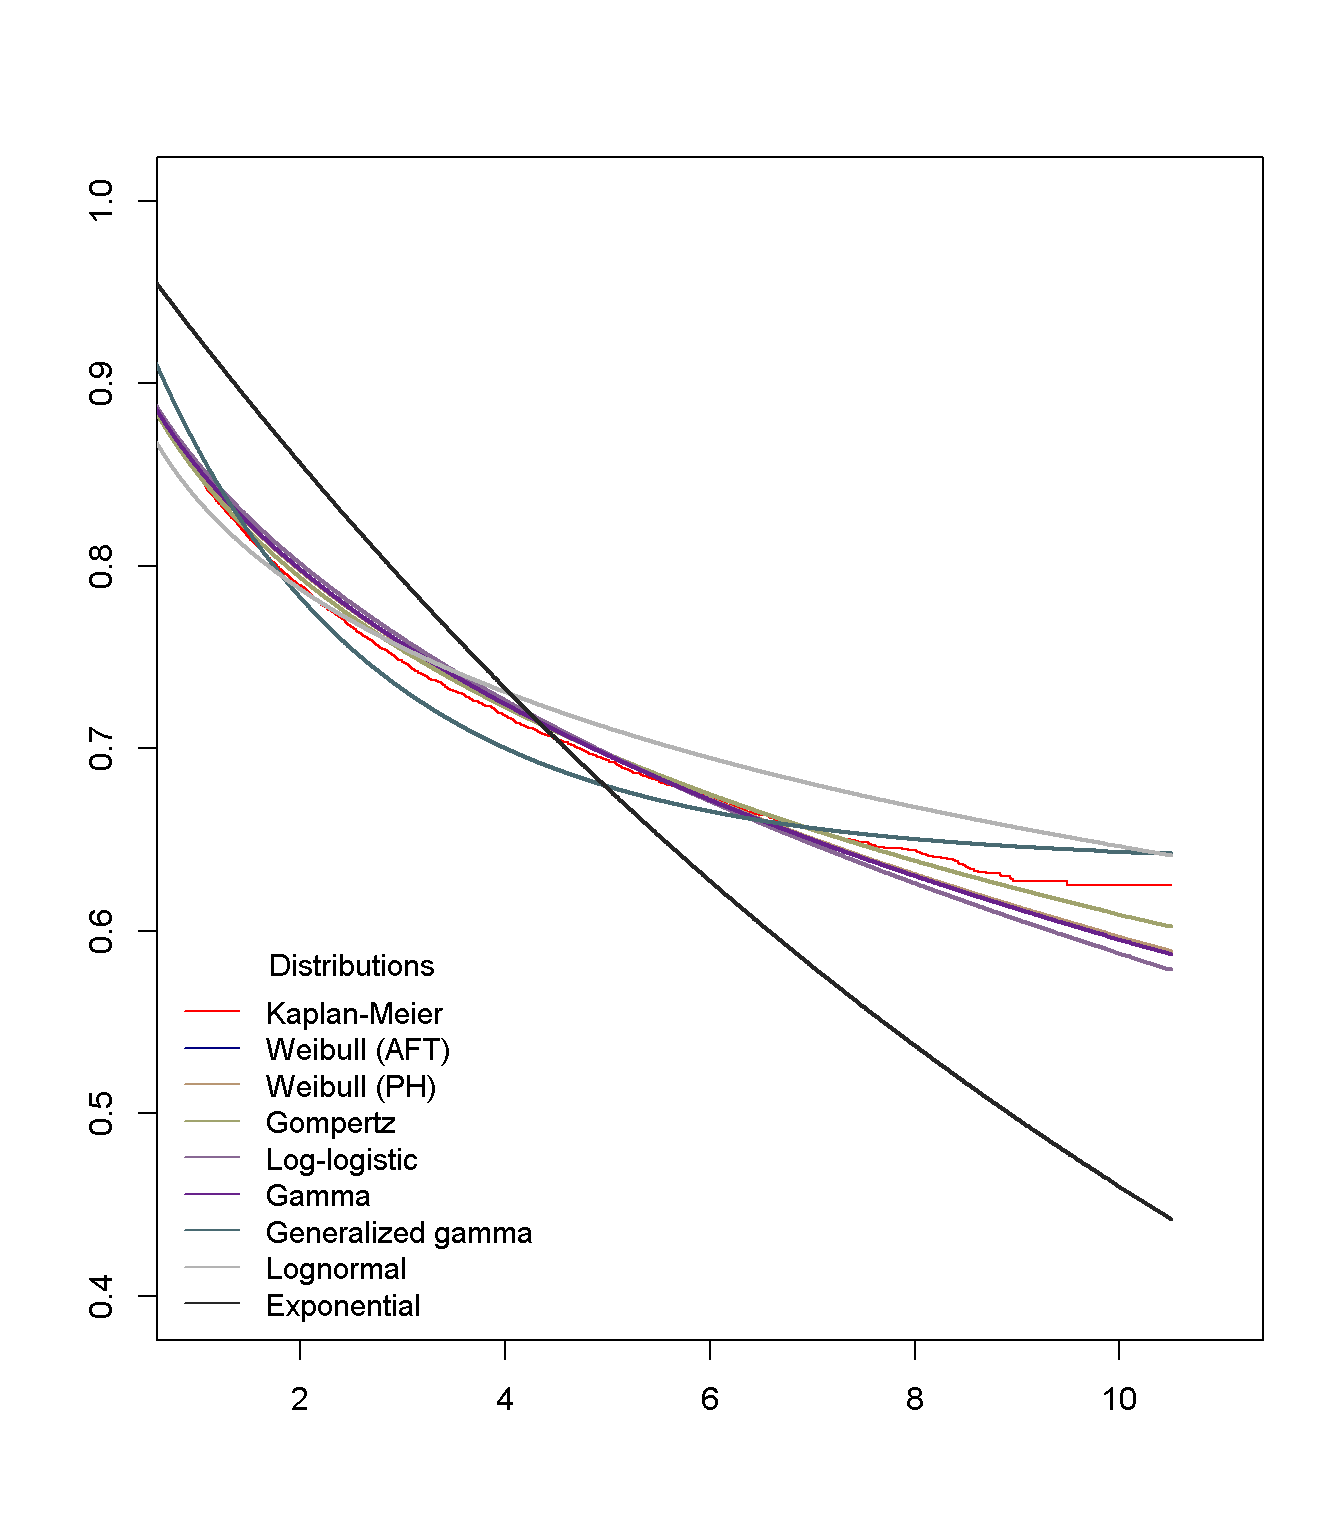 1.0
0.9
0.8
0.7
0.6
0.5
0.4
Distributions
Kaplan-Meier
Weibull (AFT)
Weibull (PH)
Gompertz
Log-logistic
Gamma
Generalized gamma
Lognormal
Exponential
2 4 6 8 10